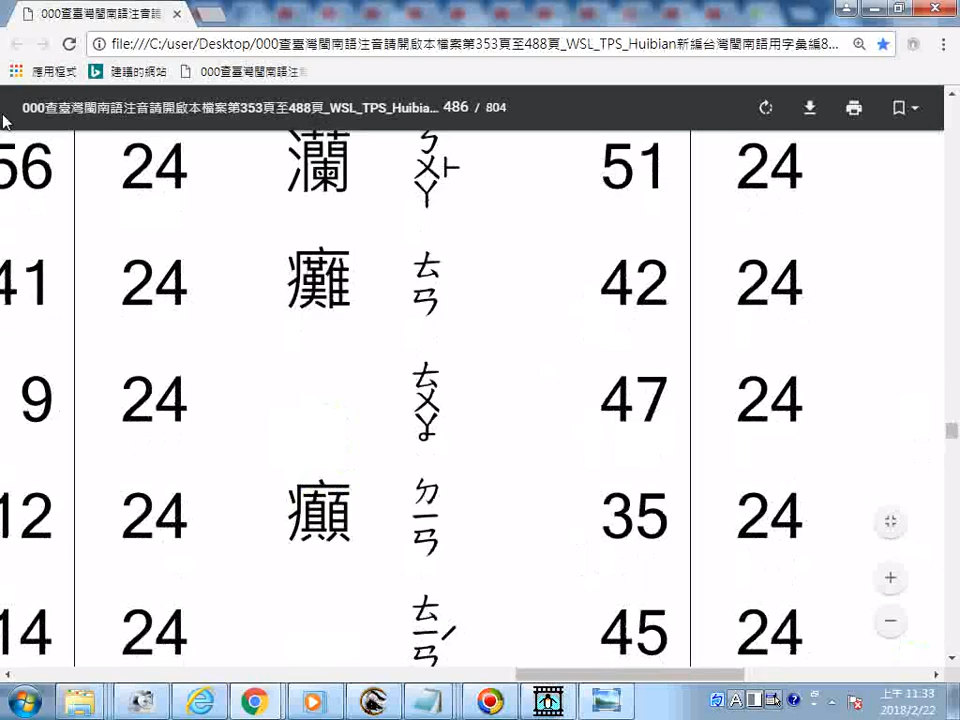 000查臺灣閩南語注音請
file:///C:/user/Desktop/000查臺灣閩南語注音請開啟本檔案第353頁至488頁_WSL_TPS_Huibian新編台灣閩南語用字彙編8...
應用程式 建議的網站 000查臺灣閩南語注
000查臺灣閩南語注音請開啟本檔案第353頁至488頁_WSL_TPS_Huibia... 486 / 804
56 24 灡 ㄋㄨㆩ˫ 51 24
41 24 癱 ㄊㄢ 42 24
9 24 ㄊㄨㆩ 47 24
12 24 癲 ㄉㄧㄢ 35 24
14 24 ㄊㄧㄢˊ 45 24
上午 11:33
2018/2/22